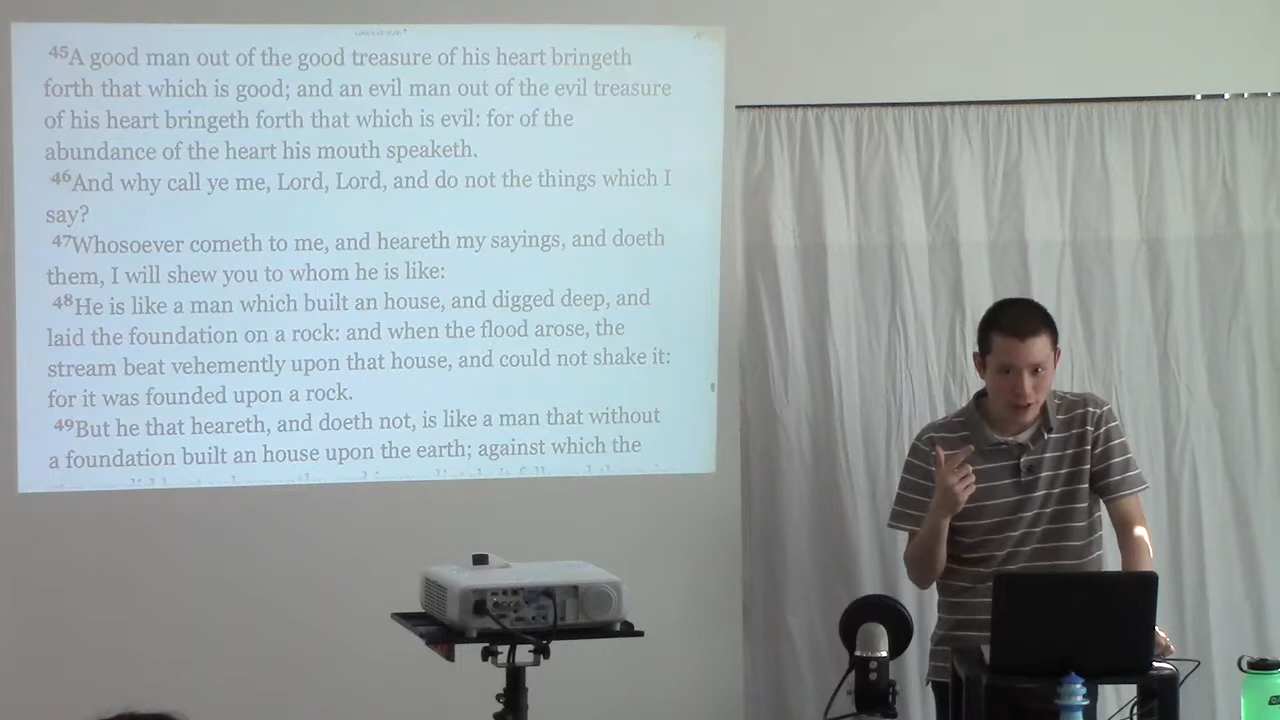 45A good man out of the good treasure of his heart bringeth
forth that which is good; and an evil man out of the evil treasure
of his heart bringeth forth that which is evil: for of the
abundance of the heart his mouth speaketh.
46And why call ye me, Lord, Lord, and do not the things which I
say?
47Whosoever cometh to me, and heareth my sayings, and doeth
them, I will shew you to whom he is like:
48He is like a man which built an house, and digged deep, and
laid the foundation on a rock: and when the flood arose, the
stream beat vehemently upon that house, and could not shake it:
for it was founded upon a rock.
49But he that heareth, and doeth not, is like a man that without
a foundation built an house upon the earth; against which the